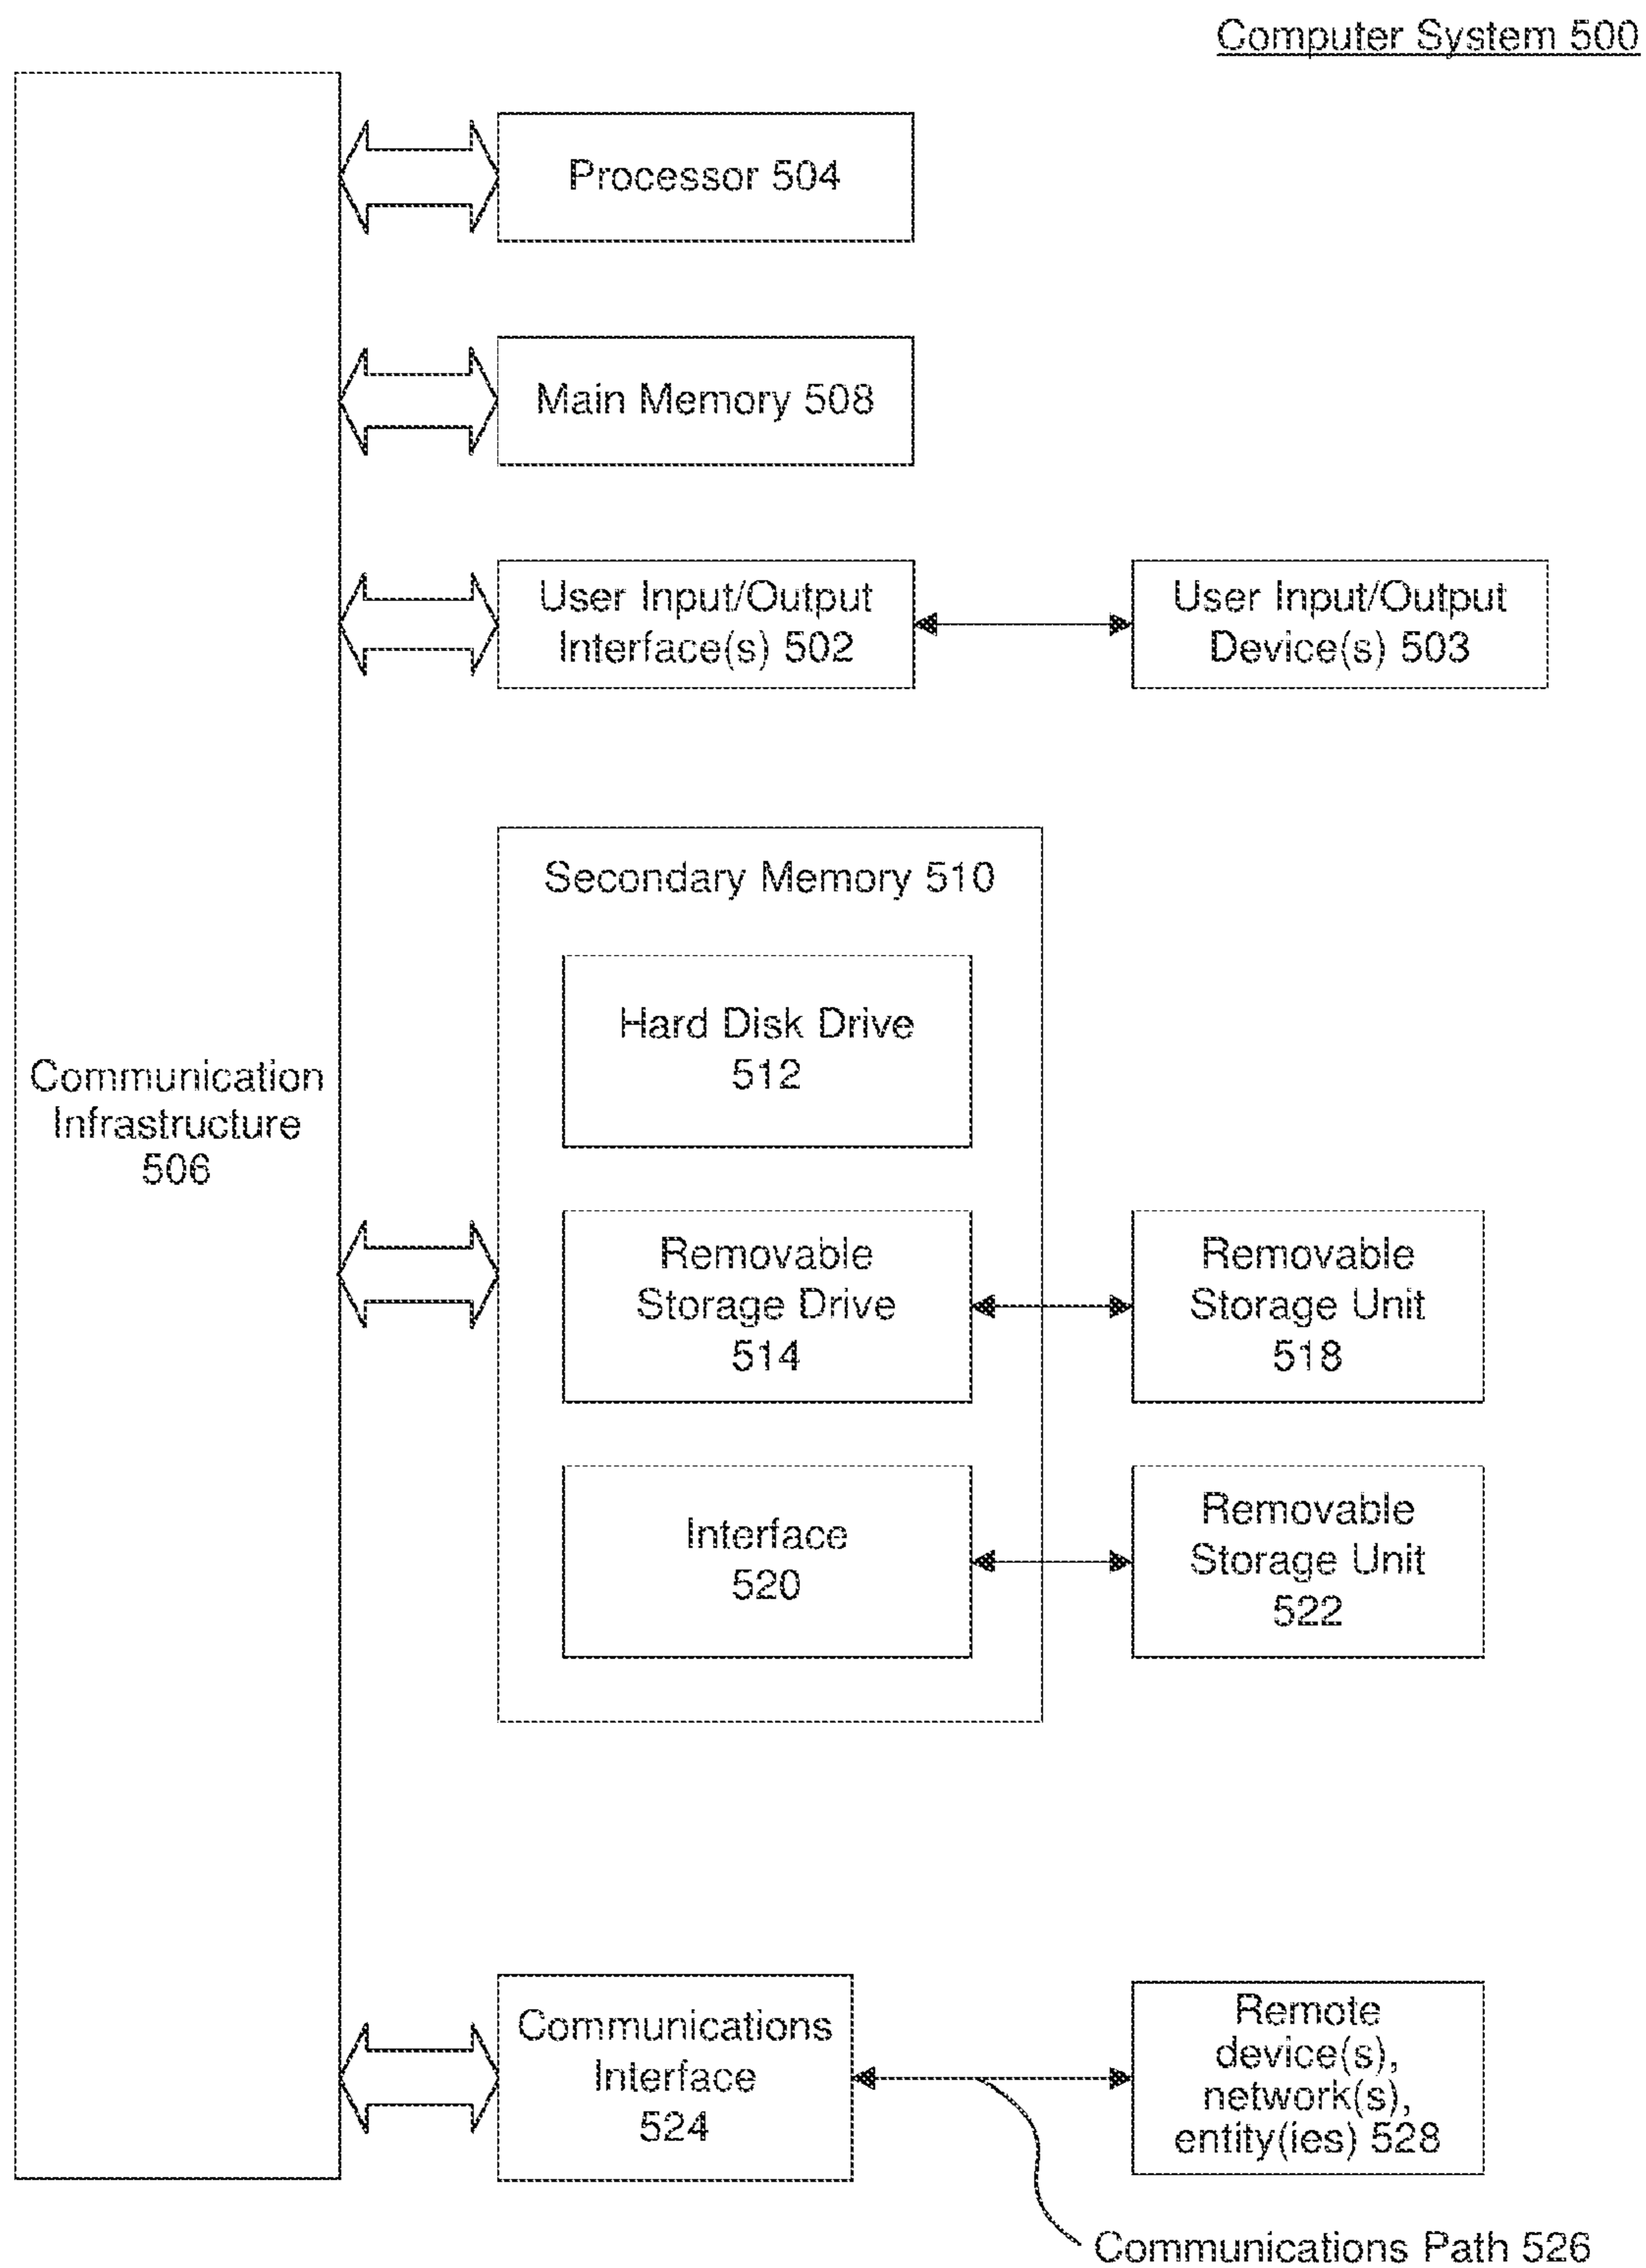 Computer System 500
Processor 504
Main Memory 508
User Input/Output
Interface(s) 502
User Input/Output
Device(s) 503
Secondary Memory 510
Hard Disk Drive
512
Communication
Infrastructure
506
Removable
Storage Drive
514
Removable
Storage Unit
518
Interface
520
Removable
Storage Unit
522
Communications
Interface
524
Remote
device(s),
network(s),
entity(ies) 528
Communications Path 526